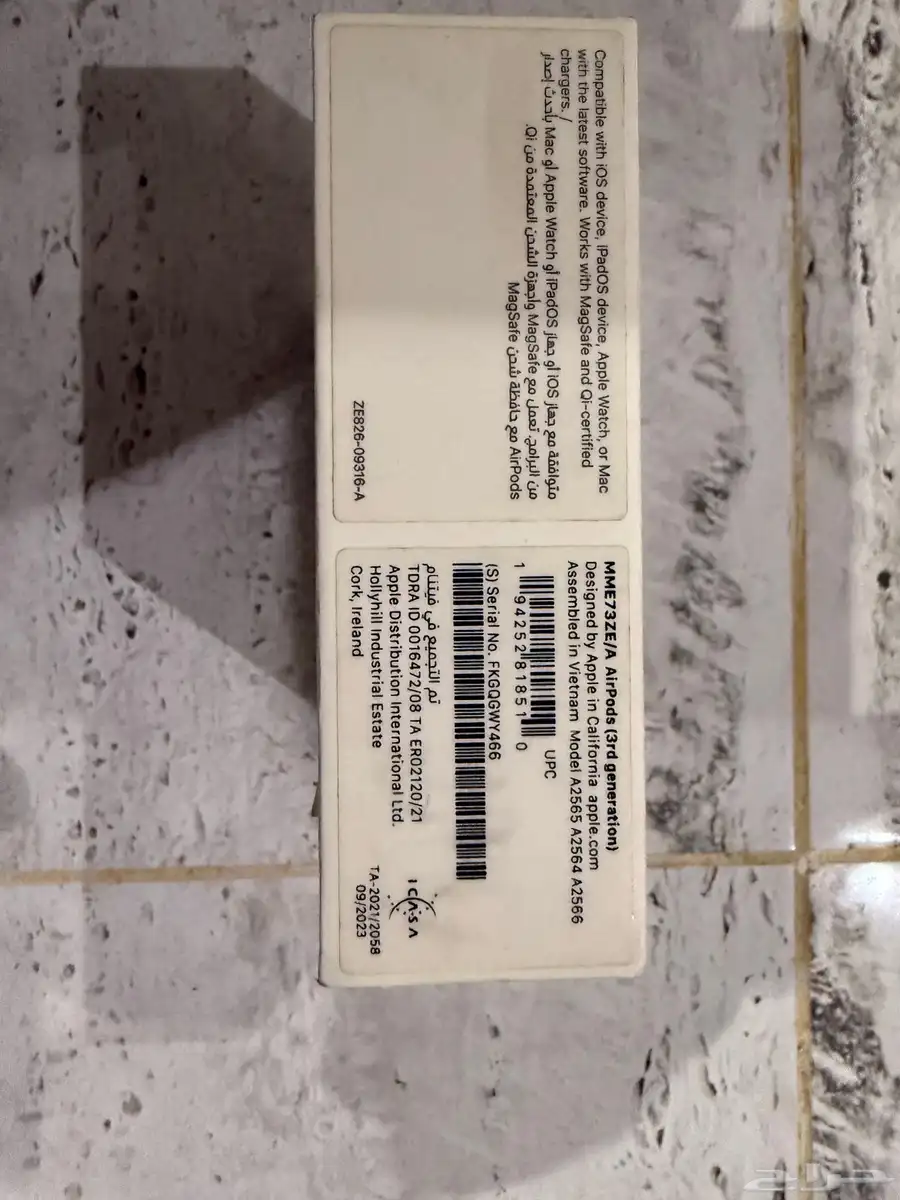 Compatible with iOS device, iPadOS device, Apple Watch, or Mac
with the latest software. Works with MagSafe and Qi-certified
chargers. /
متوافقة مع جهاز iOS أو جهاز iPadOS أو Apple Watch أو Mac بأحدث إصدار
من البرامج. تعمل مع MagSafe وأجهزة الشحن المعتمدة من Qi.
AirPods مع حافظة شحن MagSafe
ZE826-09316-A
MME73ZE/A AirPods (3rd generation)
Designed by Apple in California apple.com
Assembled in Vietnam Model A2565 A2564 A2566
UPC
1 94252 81851 0
(S) Serial No. FKGQGWY466
تم التجميع في فيتنام
TDRA ID 0016472/08 TA ER02120/21
Apple Distribution International Ltd.
Hollyhill Industrial Estate
Cork, Ireland
ICASA
TA-2021/2058
09/2023
حراج